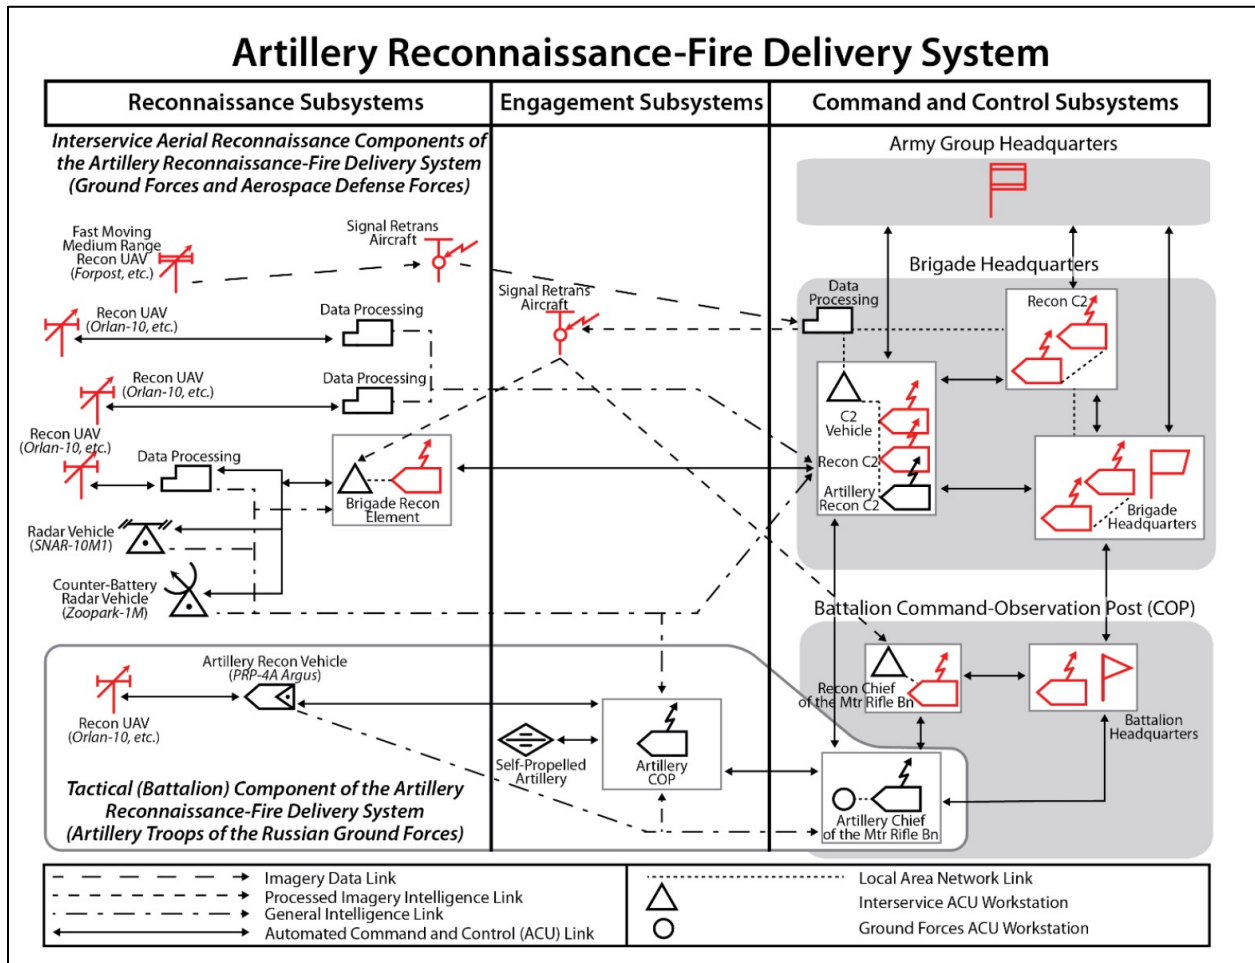 Artillery Reconnaissance-Fire Delivery System
Reconnaissance Subsystems
Engagement Subsystems
Command and Control Subsystems
Interservice Aerial Reconnaissance Components of
the Artillery Reconnaissance-Fire Delivery System
(Ground Forces and Aerospace Defense Forces)
Army Group Headquarters
Fast Moving
Medium Range
Recon UAV
(Forpost, etc.)
Signal Retrans
Aircraft
Signal Retrans
Aircraft
Brigade Headquarters
Data
Processing
Recon C2
Recon UAV
(Orlan-10, etc.)
Data Processing
Recon UAV
(Orlan-10, etc.)
Data Processing
C2
Vehicle
Recon C2
Artillery
Recon C2
Brigade
Headquarters
Recon UAV
(Orlan-10, etc.)
Data Processing
Brigade Recon
Element
Radar Vehicle
(SNAR-10M1)
Counter-Battery
Radar Vehicle
(Zoopark-1M)
Battalion Command-Observation Post (COP)
Artillery Recon Vehicle
(PRP-4A Argus)
Recon UAV
(Orlan-10, etc.)
Self-Propelled
Artillery
Artillery
COP
Recon Chief
of the Mtr Rifle Bn
Battalion
Headquarters
Artillery Chief
of the Mtr Rifle Bn
Tactical (Battalion) Component of the Artillery
Reconnaissance-Fire Delivery System
(Artillery Troops of the Russian Ground Forces)
Imagery Data Link
Processed Imagery Intelligence Link
General Intelligence Link
Automated Command and Control (ACU) Link
Local Area Network Link
Interservice ACU Workstation
Ground Forces ACU Workstation